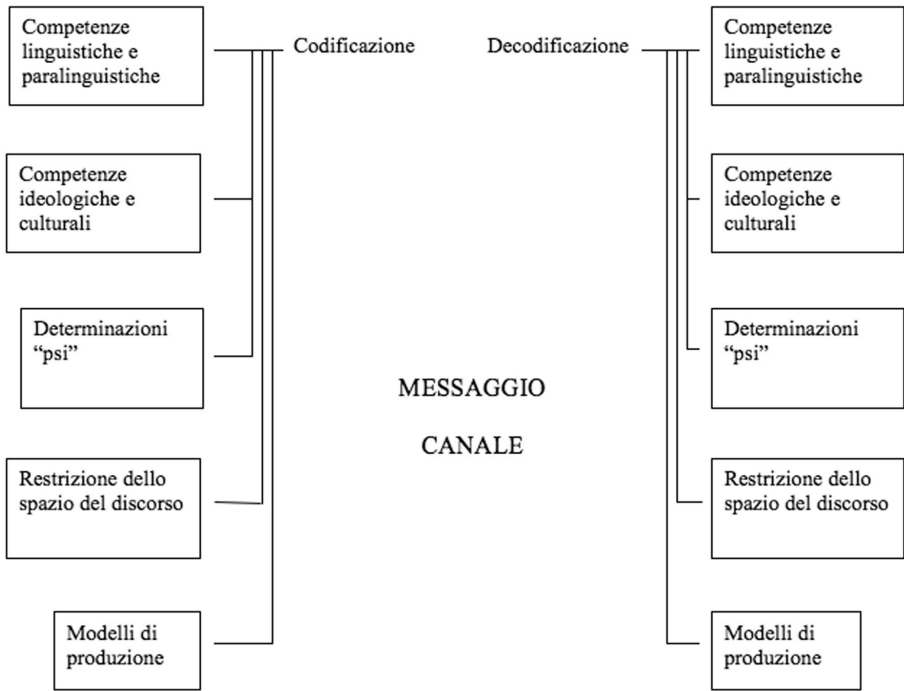 Competenze
linguistiche e
paralinguistiche
Codificazione
Decodificazione
Competenze
linguistiche e
paralinguistiche
Competenze
ideologiche e
culturali
Competenze
ideologiche e
culturali
Determinazioni
“psi”
Determinazioni
“psi”
MESSAGGIO
CANALE
Restrizione dello
spazio del discorso
Restrizione dello
spazio del discorso
Modelli di
produzione
Modelli di
produzione